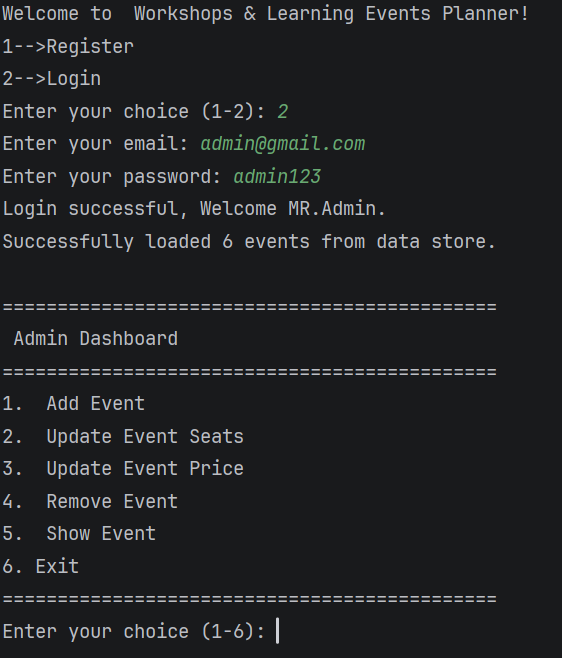 Welcome to  Workshops & Learning Events Planner!
1-->Register
2-->Login
Enter your choice (1-2): 2
Enter your email: admin@gmail.com
Enter your password: admin123
Login successful, Welcome MR.Admin.
Successfully loaded 6 events from data store.
=============================================
 Admin Dashboard
=============================================
1.  Add Event
2.  Update Event Seats
3.  Update Event Price
4.  Remove Event
5.  Show Event
6. Exit
=============================================
Enter your choice (1-6):